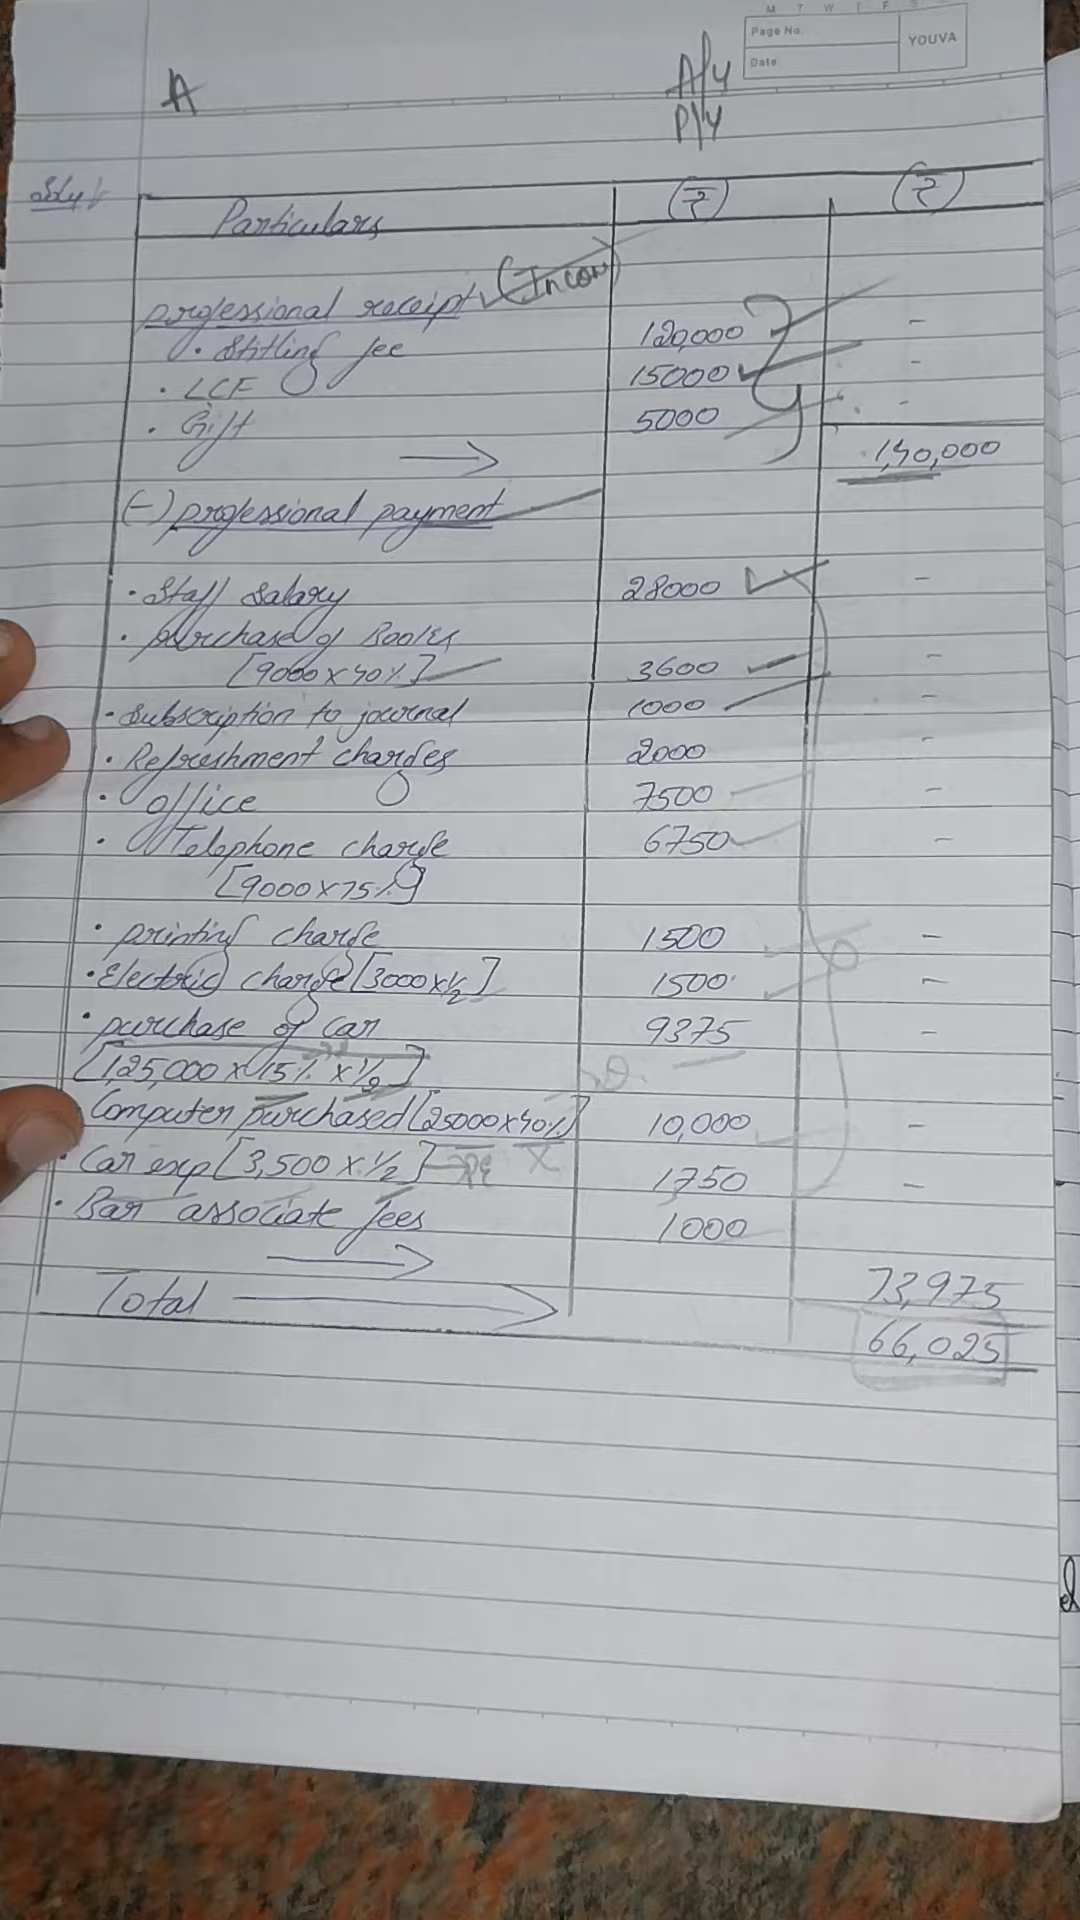 M T W T F S
Page No.
Date:
YOUVA
A
A/y
P/y
Soly
Particulars (₹) (₹)
professional receipt (Incom)
· Stitling fee 120,000 -
· LCF 15000 -
· Gift 5000 -
→ 1,40,000
(-) professional payment
· Staff Salary 28000 -
· purchase of Books
[9000×40%] 3600 -
· Subscription to journal 1000 -
· Refreshment charges 2000 -
· office 7500 -
· Telephone charge 6750 -
[9000×75%]
· printing charge 1500 -
· Electric charge [3000×½] 1500 -
· purchase of car 9375 -
[1,25,000 × 15% × ½]
Computer purchased [25000×40%] 10,000 -
· Car exp [3,500 × ½] 1750 -
· Bar associate fees 1000
→ 73,975
Total → 66,025